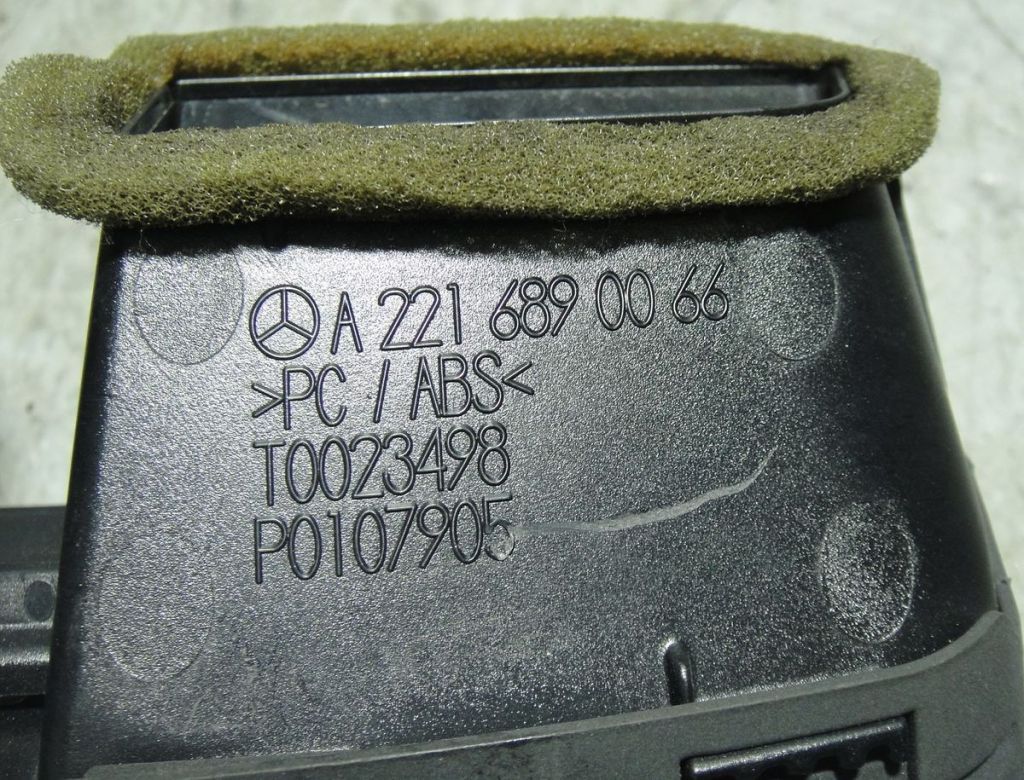 A 221 689 00 66
>PC / ABS<
T0023498
P0107905